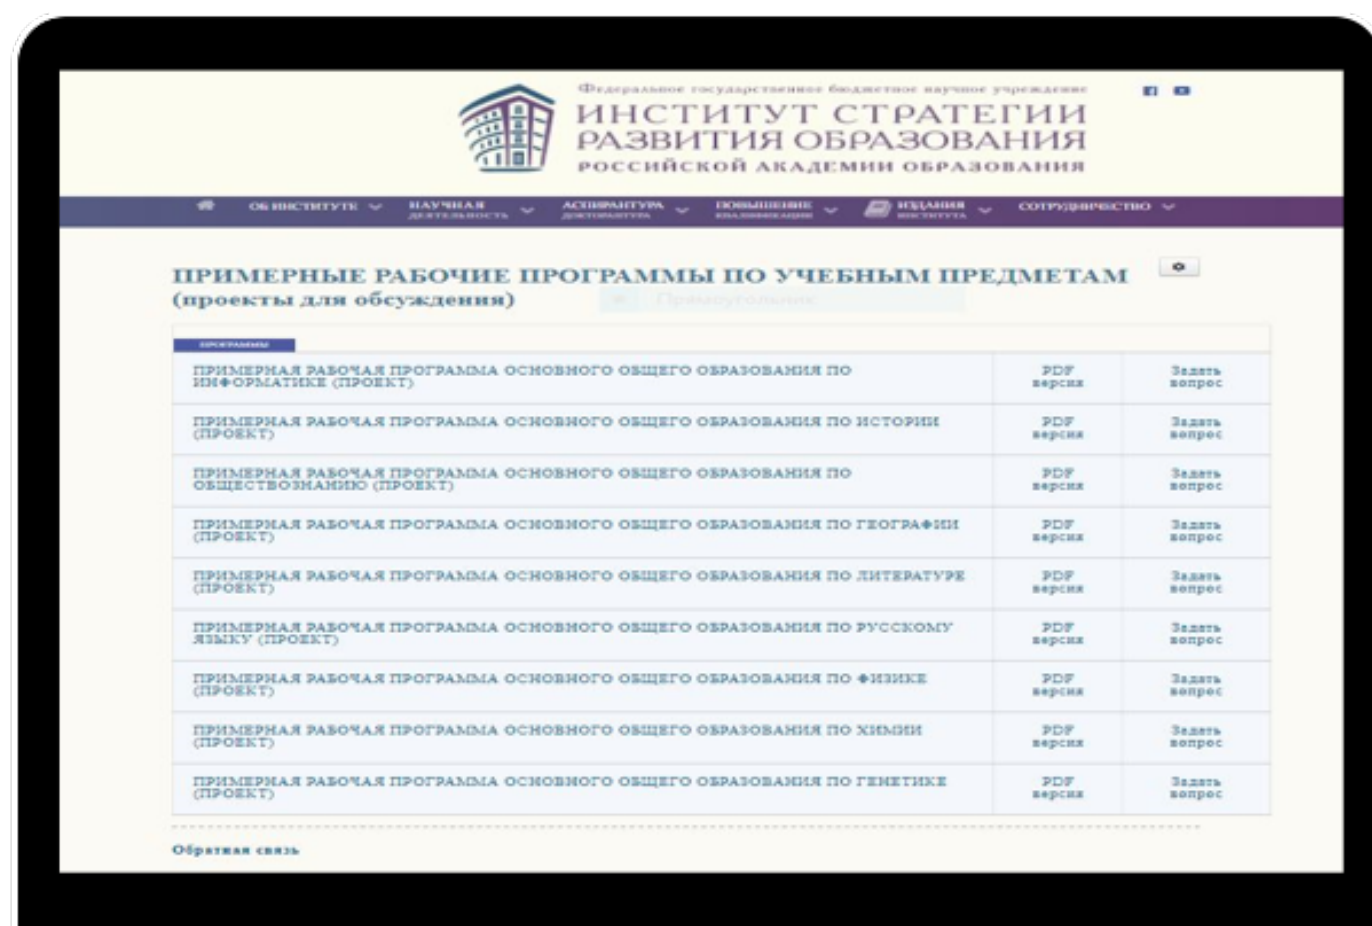 Федеральное государственное бюджетное научное учреждение
ИНСТИТУТ СТРАТЕГИИ
РАЗВИТИЯ ОБРАЗОВАНИЯ
РОССИЙСКОЙ АКАДЕМИИ ОБРАЗОВАНИЯ
ОБ ИНСТИТУТЕ
НАУЧНАЯ
ДЕЯТЕЛЬНОСТЬ
АСПИРАНТУРА
ДОКТОРАНТУРА
ПОВЫШЕНИЕ
КВАЛИФИКАЦИИ
ИЗДАНИЯ
ИНСТИТУТА
СОТРУДНИЧЕСТВО
ПРИМЕРНЫЕ РАБОЧИЕ ПРОГРАММЫ ПО УЧЕБНЫМ ПРЕДМЕТАМ
(проекты для обсуждения)
Прямоугольник
ПРОГРАММЫ
ПРИМЕРНАЯ РАБОЧАЯ ПРОГРАММА ОСНОВНОГО ОБЩЕГО ОБРАЗОВАНИЯ ПО
ИНФОРМАТИКЕ (ПРОЕКТ)
PDF
версия
Задать
вопрос
ПРИМЕРНАЯ РАБОЧАЯ ПРОГРАММА ОСНОВНОГО ОБЩЕГО ОБРАЗОВАНИЯ ПО ИСТОРИИ
(ПРОЕКТ)
PDF
версия
Задать
вопрос
ПРИМЕРНАЯ РАБОЧАЯ ПРОГРАММА ОСНОВНОГО ОБЩЕГО ОБРАЗОВАНИЯ ПО
ОБЩЕСТВОЗНАНИЮ (ПРОЕКТ)
PDF
версия
Задать
вопрос
ПРИМЕРНАЯ РАБОЧАЯ ПРОГРАММА ОСНОВНОГО ОБЩЕГО ОБРАЗОВАНИЯ ПО ГЕОГРАФИИ
(ПРОЕКТ)
PDF
версия
Задать
вопрос
ПРИМЕРНАЯ РАБОЧАЯ ПРОГРАММА ОСНОВНОГО ОБЩЕГО ОБРАЗОВАНИЯ ПО ЛИТЕРАТУРЕ
(ПРОЕКТ)
PDF
версия
Задать
вопрос
ПРИМЕРНАЯ РАБОЧАЯ ПРОГРАММА ОСНОВНОГО ОБЩЕГО ОБРАЗОВАНИЯ ПО РУССКОМУ
ЯЗЫКУ (ПРОЕКТ)
PDF
версия
Задать
вопрос
ПРИМЕРНАЯ РАБОЧАЯ ПРОГРАММА ОСНОВНОГО ОБЩЕГО ОБРАЗОВАНИЯ ПО ФИЗИКЕ
(ПРОЕКТ)
PDF
версия
Задать
вопрос
ПРИМЕРНАЯ РАБОЧАЯ ПРОГРАММА ОСНОВНОГО ОБЩЕГО ОБРАЗОВАНИЯ ПО ХИМИИ
(ПРОЕКТ)
PDF
версия
Задать
вопрос
ПРИМЕРНАЯ РАБОЧАЯ ПРОГРАММА ОСНОВНОГО ОБЩЕГО ОБРАЗОВАНИЯ ПО ГЕНЕТИКЕ
(ПРОЕКТ)
PDF
версия
Задать
вопрос
Обратная связь